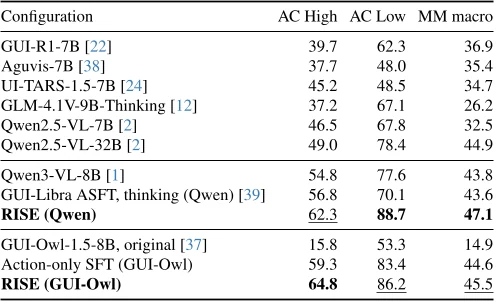 Configuration AC High AC Low MM macro
GUI-R1-7B [22] 39.7 62.3 36.9
Aguvis-7B [38] 37.7 48.0 35.4
UI-TARS-1.5-7B [24] 45.2 48.5 34.7
GLM-4.1V-9B-Thinking [12] 37.2 67.1 26.2
Qwen2.5-VL-7B [2] 46.5 67.8 32.5
Qwen2.5-VL-32B [2] 49.0 78.4 44.9
Qwen3-VL-8B [1] 54.8 77.6 43.8
GUI-Libra ASFT, thinking (Qwen) [39] 56.8 70.1 43.6
RISE (Qwen) 62.3 88.7 47.1
GUI-Owl-1.5-8B, original [37] 15.8 53.3 14.9
Action-only SFT (GUI-Owl) 59.3 83.4 44.6
RISE (GUI-Owl) 64.8 86.2 45.5